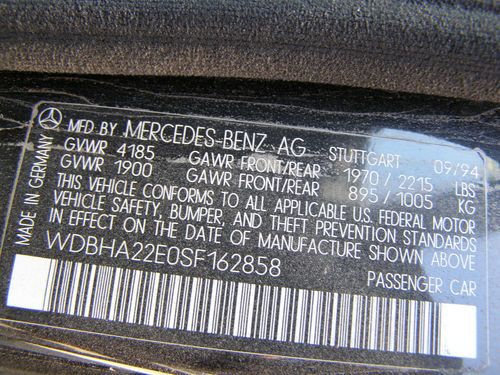 MFD BY MERCEDES-BENZ AG STUTTGART 09/94
GVWR 4185 GAWR FRONT/REAR 1970 / 2215 LBS
GVWR 1900 GAWR FRONT/REAR 895 / 1005 KG
THIS VEHICLE CONFORMS TO ALL APPLICABLE U.S. FEDERAL MOTOR
VEHICLE SAFETY, BUMPER, AND THEFT PREVENTION STANDARDS
IN EFFECT ON THE DATE OF MANUFACTURE SHOWN ABOVE
WDBHA22E0SF162858 PASSENGER CAR
MADE IN GERMANY